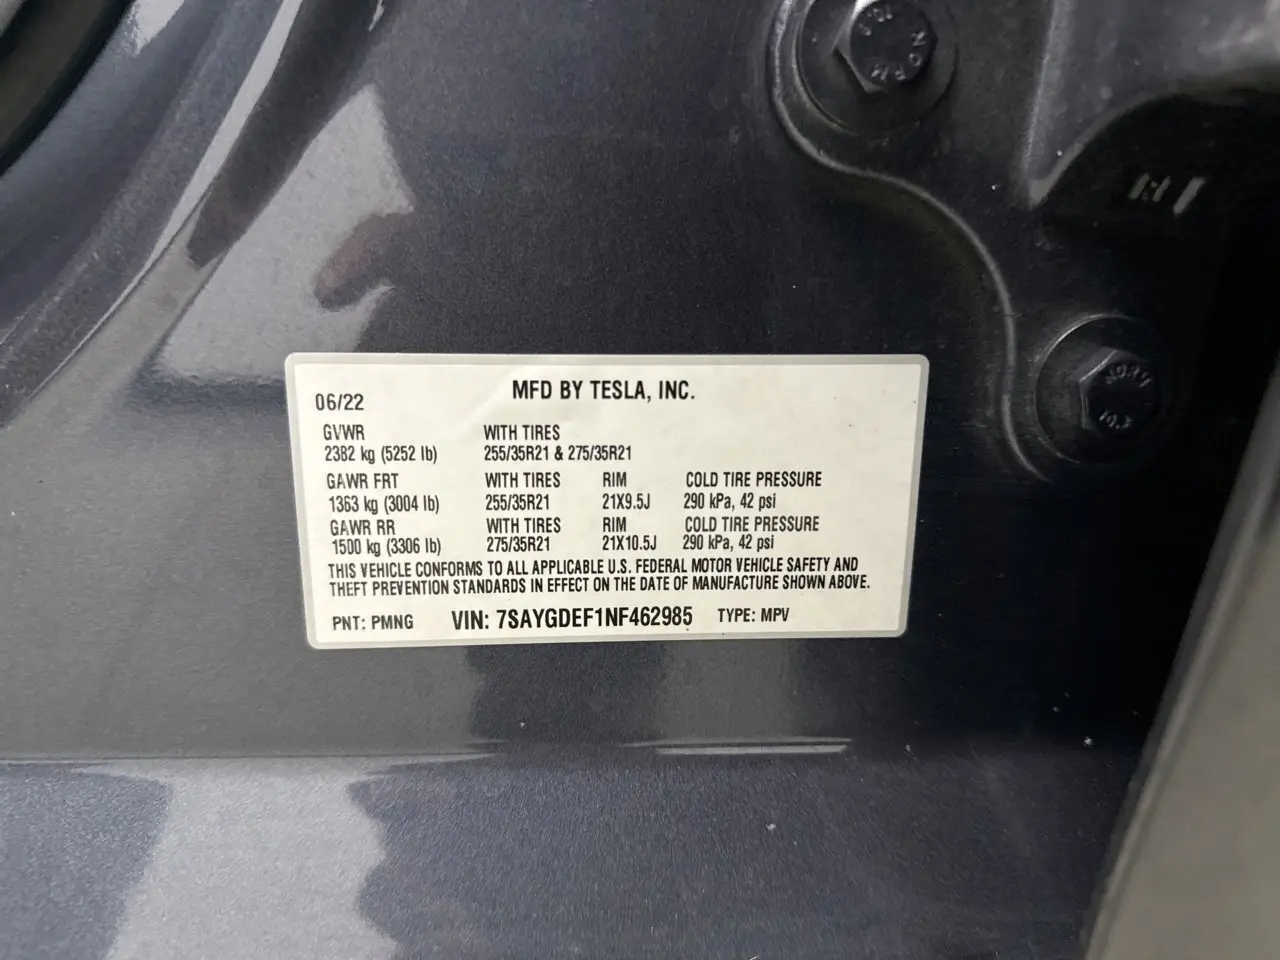 MFD BY TESLA, INC.
06/22
GVWR WITH TIRES
2382 kg (5252 lb) 255/35R21 & 275/35R21
GAWR FRT WITH TIRES RIM COLD TIRE PRESSURE
1363 kg (3004 lb) 255/35R21 21X9.5J 290 kPa, 42 psi
GAWR RR WITH TIRES RIM COLD TIRE PRESSURE
1500 kg (3306 lb) 275/35R21 21X10.5J 290 kPa, 42 psi
THIS VEHICLE CONFORMS TO ALL APPLICABLE U.S. FEDERAL MOTOR VEHICLE SAFETY AND
THEFT PREVENTION STANDARDS IN EFFECT ON THE DATE OF MANUFACTURE SHOWN ABOVE.
PNT: PMNG VIN: 7SAYGDEF1NF462985 TYPE: MPV